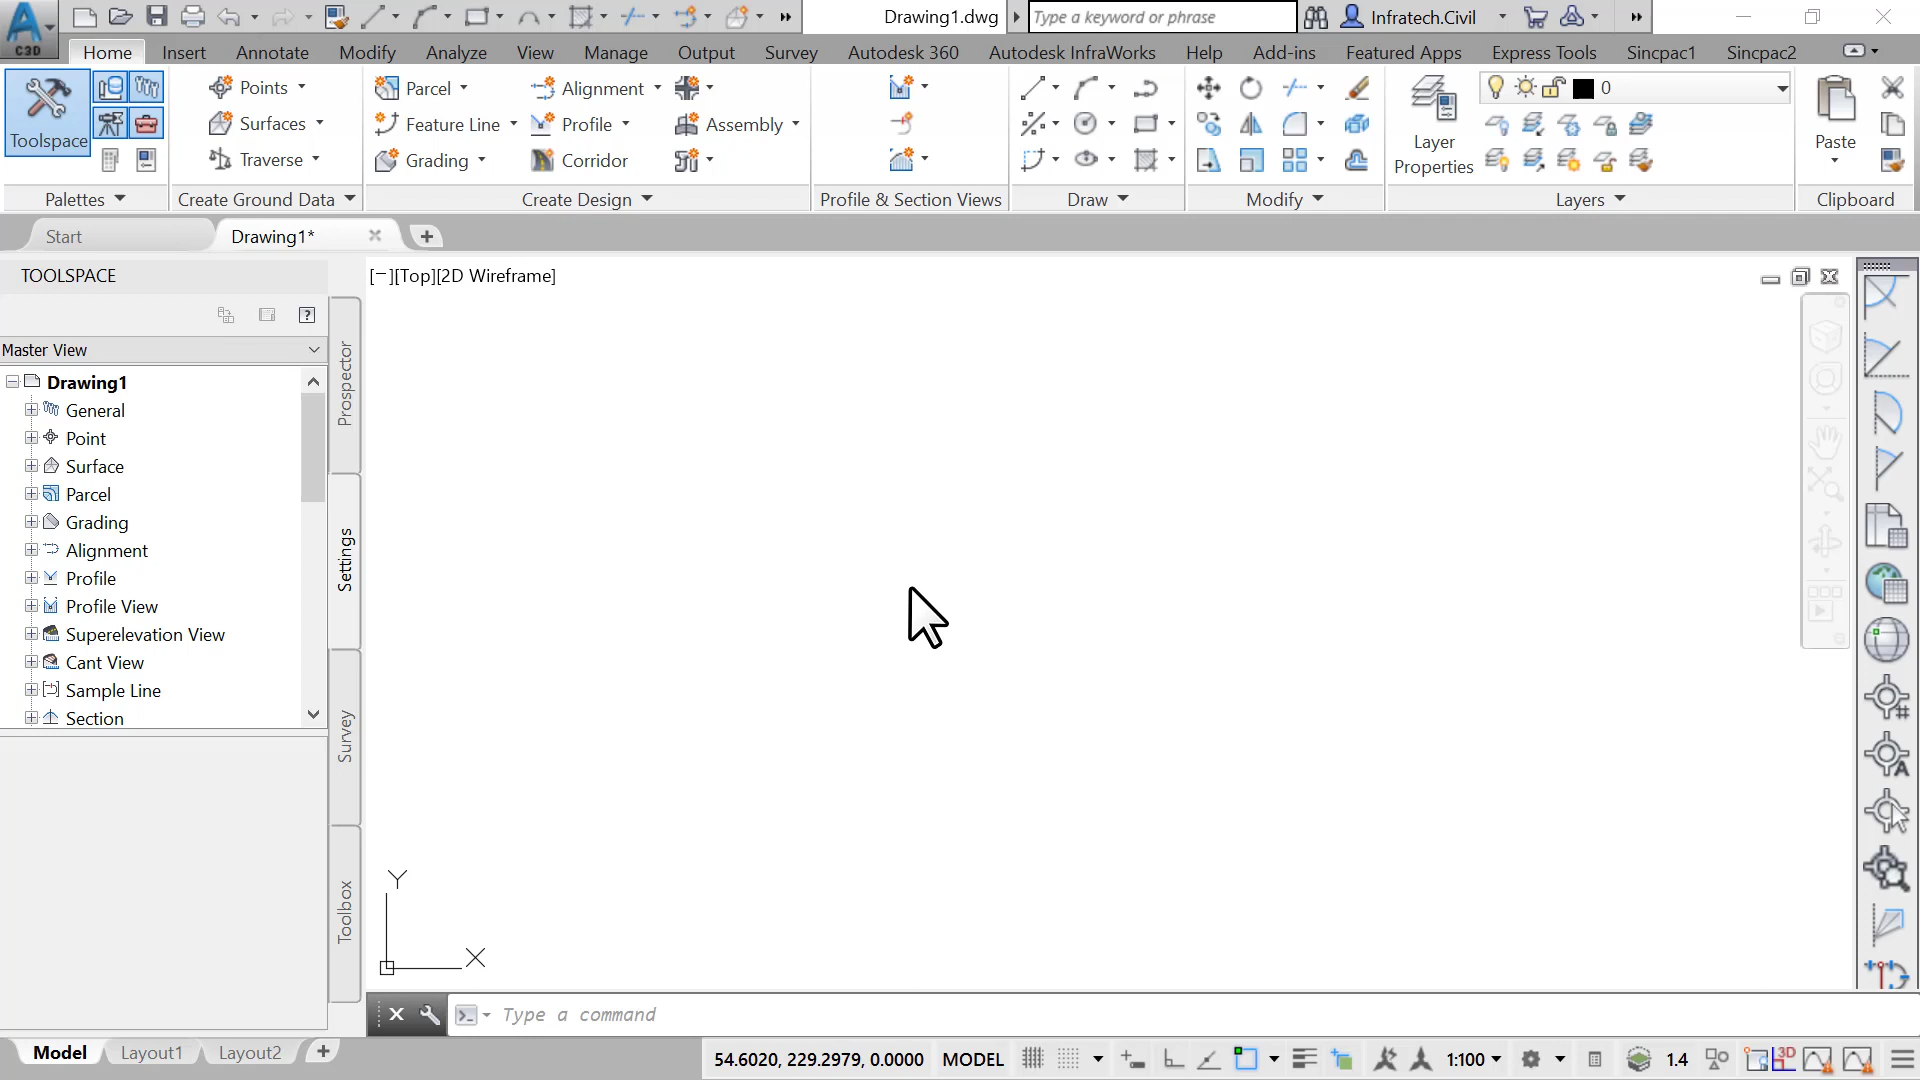 Drawing1.dwg
Type a keyword or phrase
Infratech.Civil
C3D
Home Insert Annotate Modify Analyze View Manage Output Survey Autodesk 360 Autodesk InfraWorks Help Add-ins Featured Apps Express Tools Sincpac1 Sincpac2
Toolspace
Points
Surfaces
Traverse
Parcel
Feature Line
Grading
Alignment
Profile
Corridor
Assembly
Layer
Properties
0
Paste
Palettes
Create Ground Data
Create Design
Profile & Section Views
Draw
Modify
Layers
Clipboard
Start
Drawing1*
TOOLSPACE
Master View
Drawing1
General
Point
Surface
Parcel
Grading
Alignment
Profile
Profile View
Superelevation View
Cant View
Sample Line
Section
Prospector
Settings
Survey
Toolbox
[−][Top][2D Wireframe]
Y
X
Type a command
Model
Layout1
Layout2
54.6020, 229.2979, 0.0000
MODEL
1:100
1.4
3D